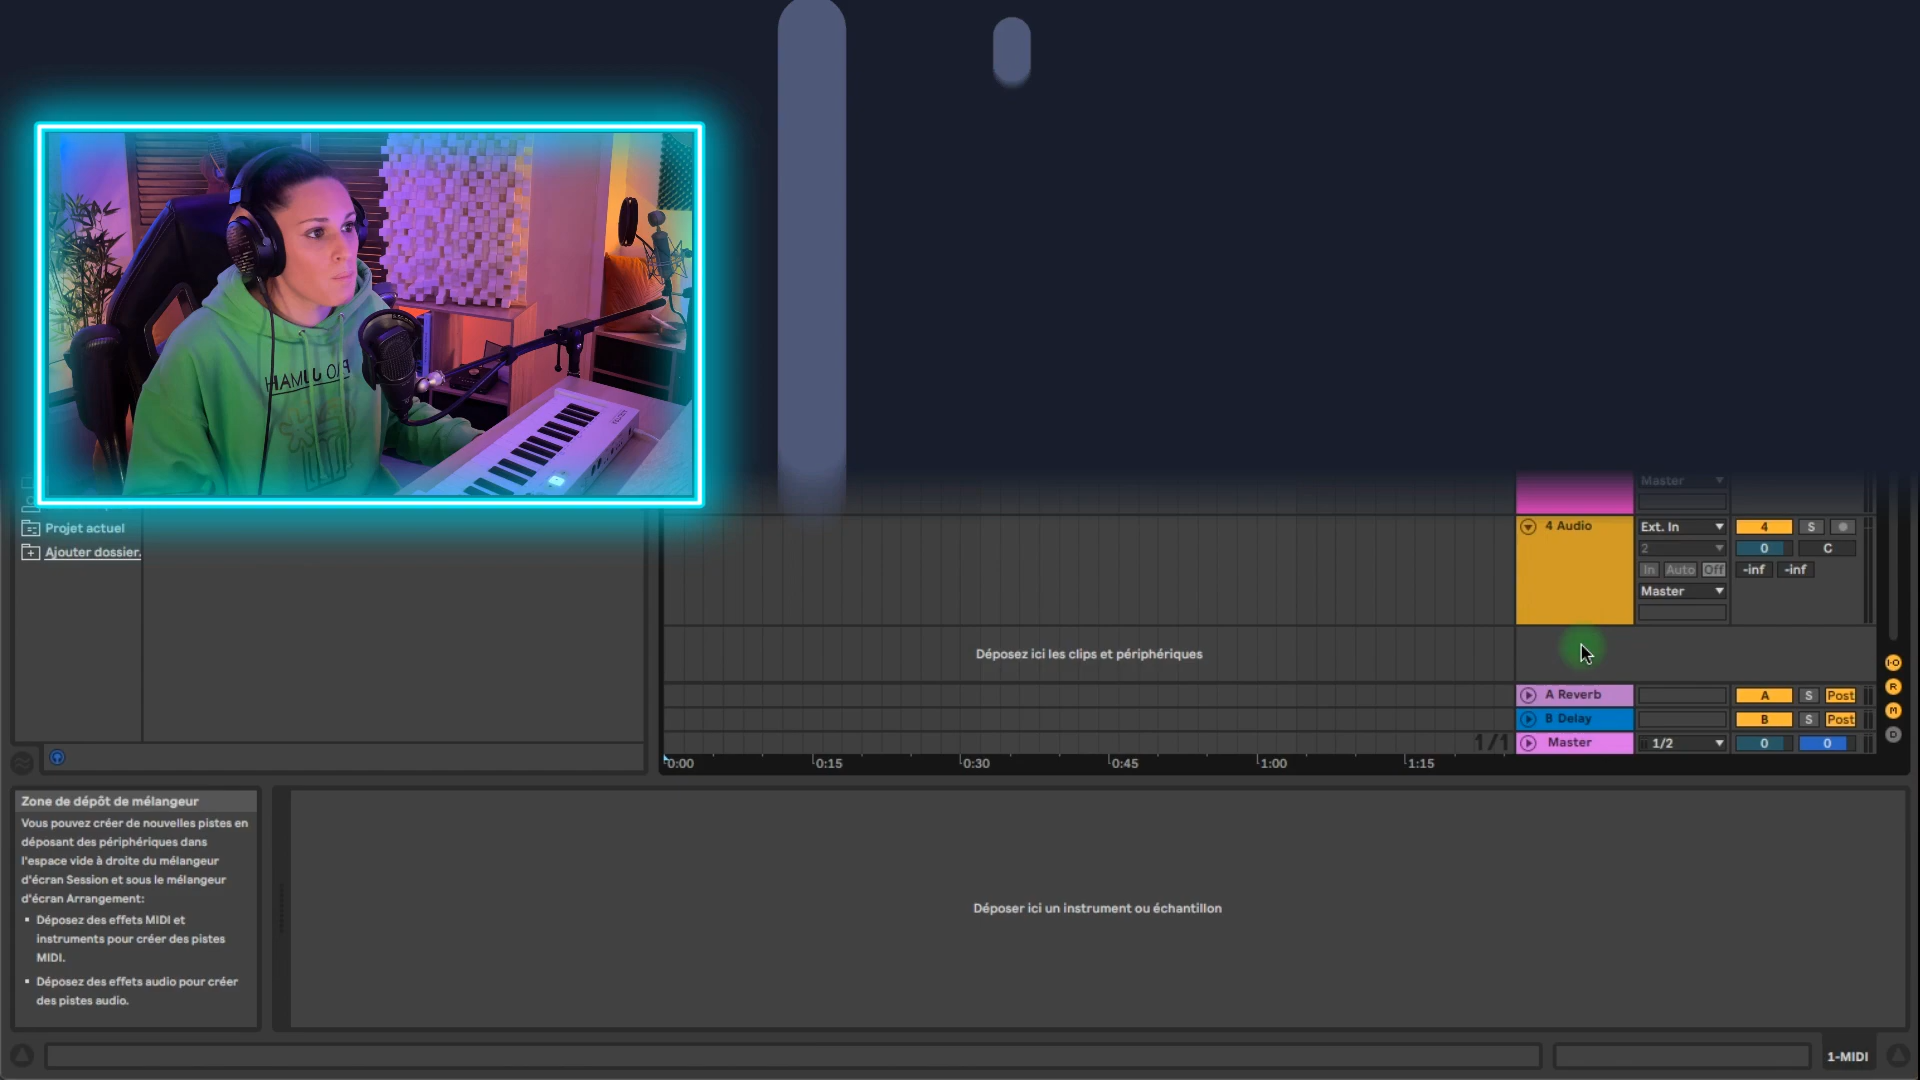 Master
Projet actuel
Ajouter dossier.
4 Audio
Ext. In
4
S
2
0
C
In
Auto
Off
-inf
-inf
Master
Déposez ici les clips et périphériques
A Reverb
A
S
Post
B Delay
B
S
Post
1/1
Master
1/2
0
0
0:00
0:15
0:30
0:45
1:00
1:15
I·O
R
M
D
Zone de dépôt de mélangeur
Vous pouvez créer de nouvelles pistes en
déposant des périphériques dans
l'espace vide à droite du mélangeur
d'écran Session et sous le mélangeur
d'écran Arrangement:
▪ Déposez des effets MIDI et
instruments pour créer des pistes
MIDI.
▪ Déposez des effets audio pour créer
des pistes audio.
Déposer ici un instrument ou échantillon
1-MIDI